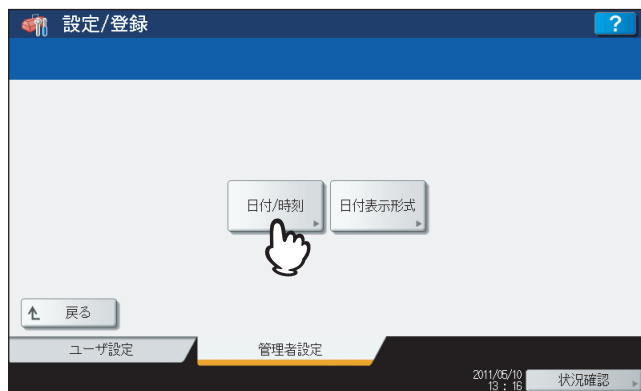 設定/登録
?
日付/時刻
日付表示形式
戻る
ユーザ設定
管理者設定
2011/05/10
13 : 16
状況確認